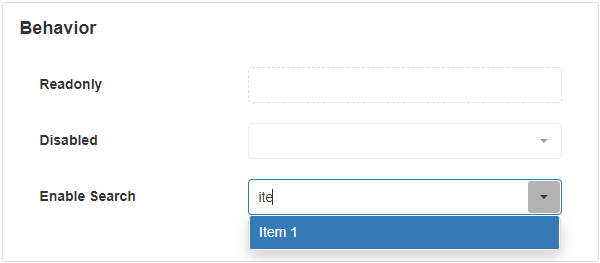 Behavior
Readonly
Disabled
Enable Search
ite
Item 1